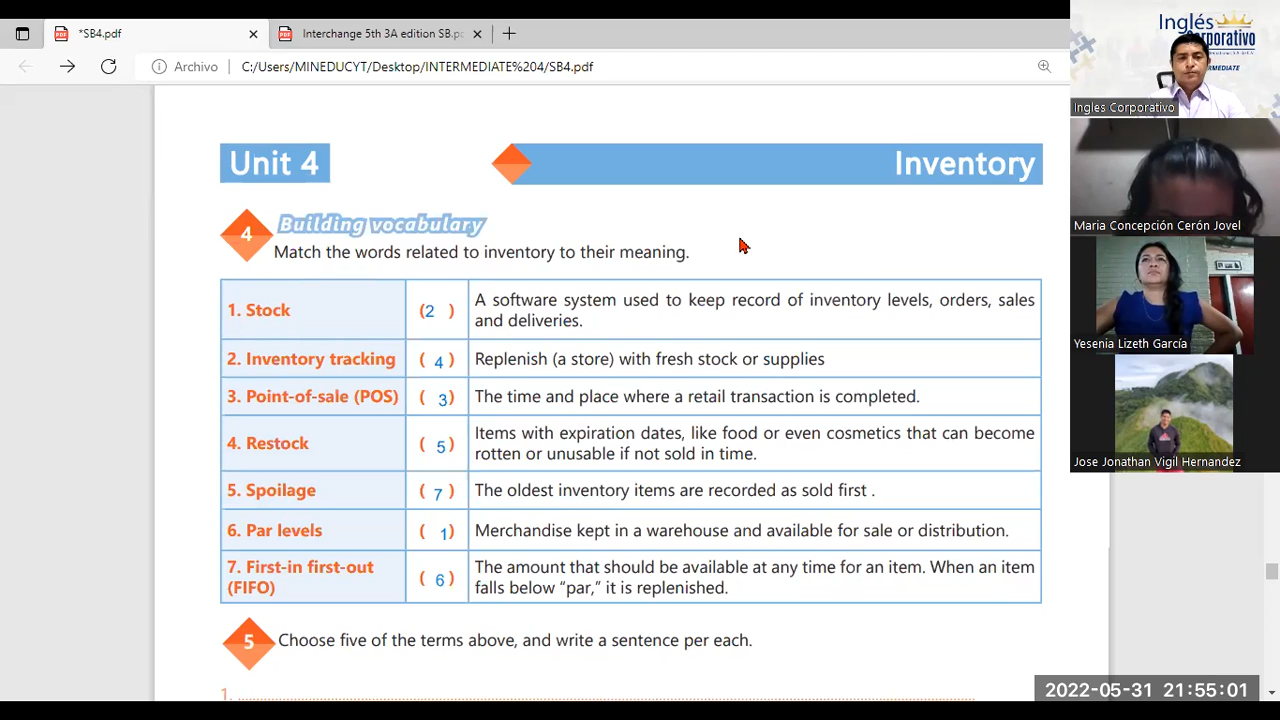 *SB4.pdf
Interchange 5th 3A edition SB.pd
Archivo C:/Users/MINEDUCYT/Desktop/INTERMEDIATE%204/SB4.pdf
Unit 4 Inventory
4 Building vocabulary
Match the words related to inventory to their meaning.
1. Stock (2 ) A software system used to keep record of inventory levels, orders, sales
and deliveries.
2. Inventory tracking ( 4 ) Replenish (a store) with fresh stock or supplies
3. Point-of-sale (POS) ( 3 ) The time and place where a retail transaction is completed.
4. Restock ( 5 ) Items with expiration dates, like food or even cosmetics that can become
rotten or unusable if not sold in time.
5. Spoilage ( 7 ) The oldest inventory items are recorded as sold first .
6. Par levels ( 1 ) Merchandise kept in a warehouse and available for sale or distribution.
7. First-in first-out
(FIFO) ( 6 ) The amount that should be available at any time for an item. When an item
falls below “par,” it is replenished.
5 Choose five of the terms above, and write a sentence per each.
1.
Inglés
Corporativo
Ingles Corporativo
Maria Concepción Cerón Jovel
Yesenia Lizeth García
Jose Jonathan Vigil Hernandez
2022-05-31 21:55:01